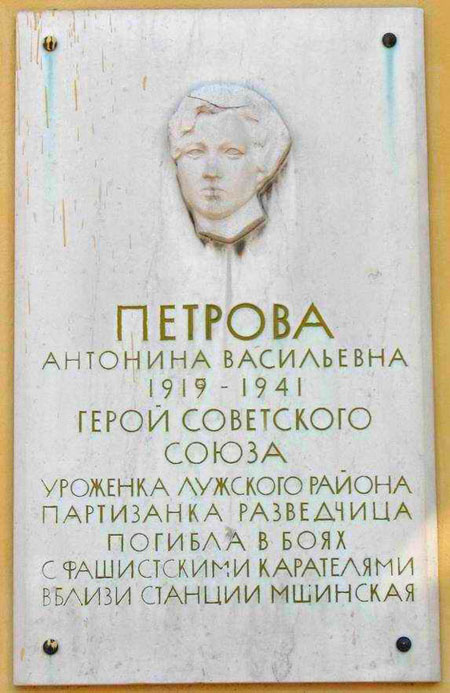 ПЕТРОВА
АНТОНИНА ВАСИЛЬЕВНА
1919 - 1941
ГЕРОЙ СОВЕТСКОГО
СОЮЗА
УРОЖЕНКА ЛУЖСКОГО РАЙОНА
ПАРТИЗАНКА РАЗВЕДЧИЦА
ПОГИБЛА В БОЯХ
С ФАШИСТСКИМИ КАРАТЕЛЯМИ
ВБЛИЗИ СТАНЦИИ МШИНСКАЯ